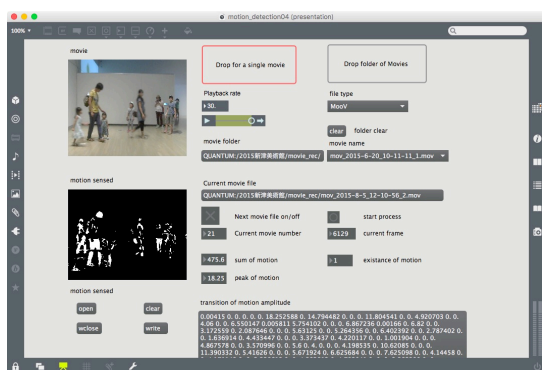 motion_detection04 (presentation)
100%
movie
Drop for a single movie
Drop folder of Movies
Playback rate
30.
file type
MooV
clear
folder clear
movie folder
movie name
QUANTUM:/2015新津美術館/movie_rec/
mov_2015-6-20_10-11-11_1.mov
motion sensed
Current movie file
QUANTUM:/2015新津美術館/movie_rec/mov_2015-8-5_12-10-56_2.mov
Next movie file on/off
start process
21
Current movie number
6129
current frame
475.6
sum of motion
1
existance of motion
18.25
peak of motion
motion sensed
transition of motion amplitude
open
clear
wclose
write
0.00415 0. 0. 0. 0. 18.252588 0. 14.794482 0. 0. 0. 11.804541 0. 0. 4.920703 0. 0.
4.06 0. 0. 6.550147 0.005811 5.754102 0. 0. 0. 6.867236 0.00166 0. 6.82 0. 0.
3.172559 0. 2.087646 0. 0. 0. 5.63125 0. 0. 5.264356 0. 0. 6.402392 0. 0. 2.787402 0.
0. 1.636914 0. 4.433447 0. 0. 0. 3.373437 0. 4.220117 0. 0. 1.001904 0. 0. 0.
4.867578 0. 0. 3.570996 0. 0. 5.6 0. 4. 0. 0. 0. 4.198535 0. 10.62085 0. 0.
11.390332 0. 5.41626 0. 0. 0. 5.671924 0. 6.625684 0. 0. 0. 7.625098 0. 0. 4.14458 0.